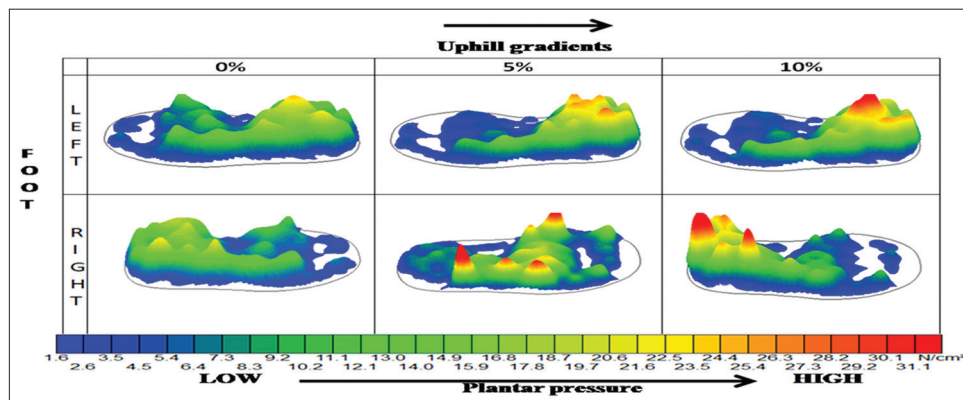 Uphill gradients
0% 5% 10%
LEFT
FOOT
RIGHT
1.6 3.5 5.4 7.3 9.2 11.1 13.0 14.9 16.8 18.7 20.6 22.5 24.4 26.3 28.2 30.1 N/cm²
2.6 4.5 6.4 8.3 10.2 12.1 14.0 15.9 17.8 19.7 21.6 23.5 25.4 27.3 29.2 31.1
LOW HIGH
Plantar pressure